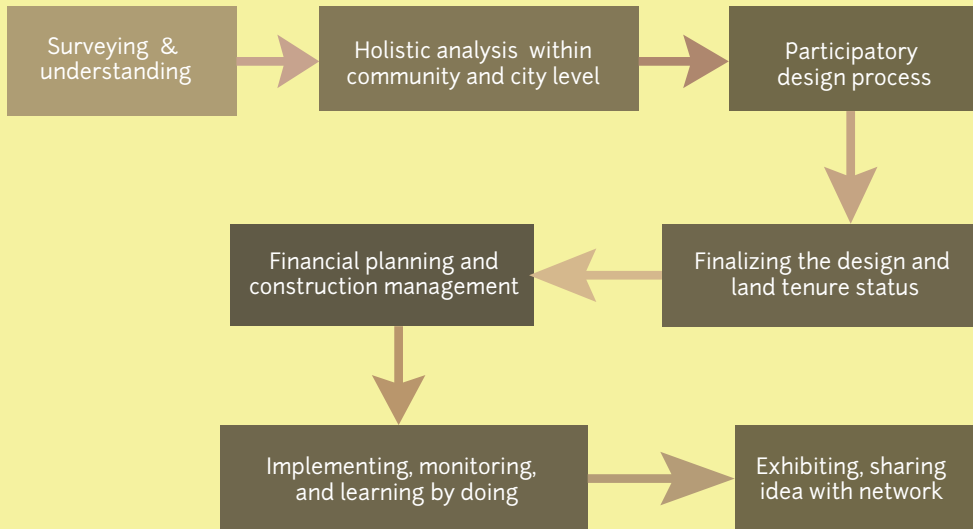 Surveying &
understanding
Holistic analysis within
community and city level
Participatory
design process
Finalizing the design and
land tenure status
Financial planning and
construction management
Implementing, monitoring,
and learning by doing
Exhibiting, sharing
idea with network